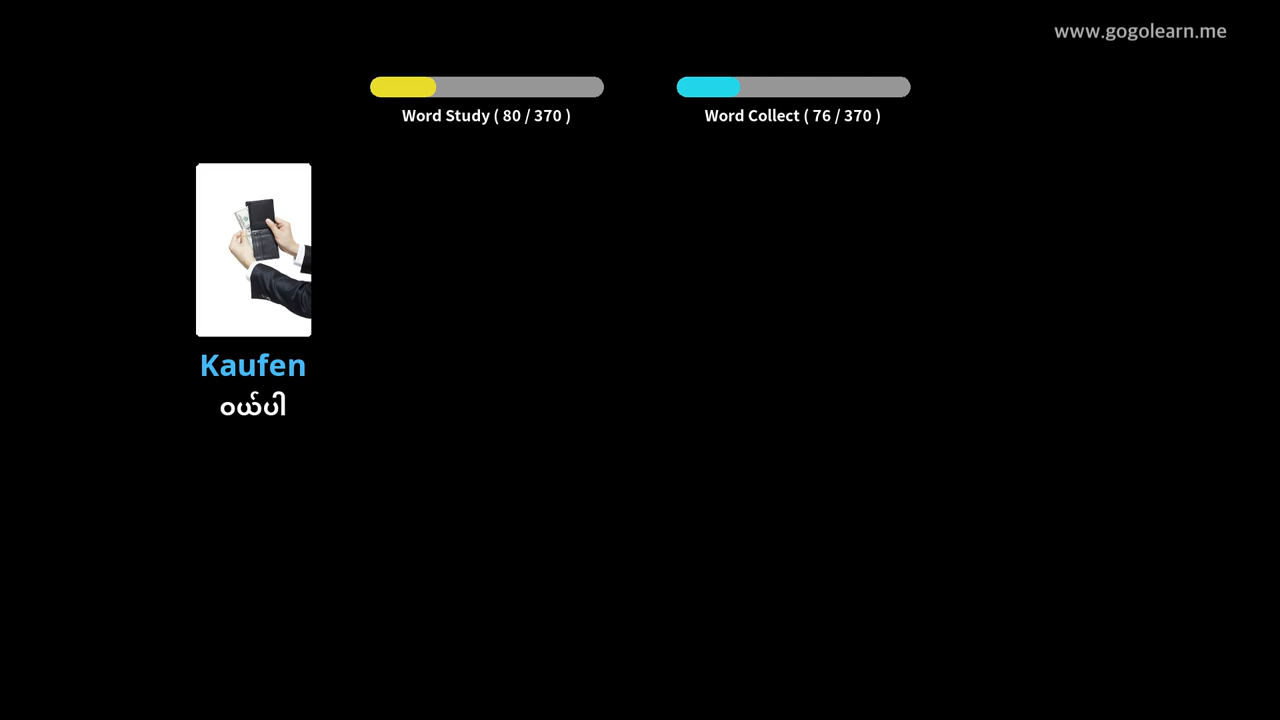 www.gogolearn.me
Word Study ( 80 / 370 )
Word Collect ( 76 / 370 )
Kaufen
ဝယ်ပါ